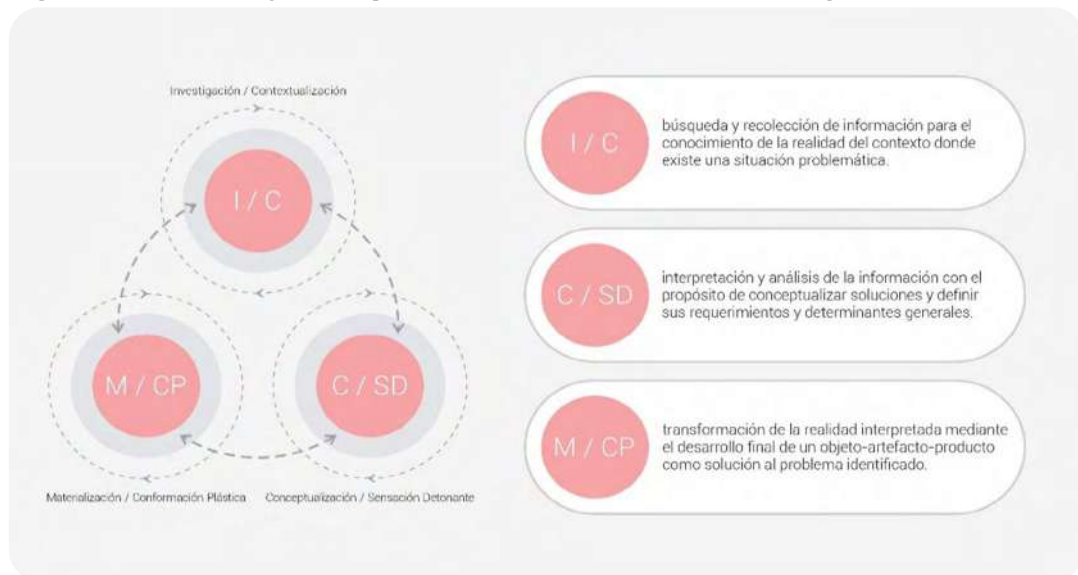 Investigación / Contextualización
I / C
M / CP
C / SD
Materialización / Conformación Plástica
Conceptualización / Sensación Detonante
I / C
búsqueda y recolección de información para el
conocimiento de la realidad del contexto donde
existe una situación problemática.
C / SD
interpretación y análisis de la información con el
propósito de conceptualizar soluciones y definir
sus requerimientos y determinantes generales.
M / CP
transformación de la realidad interpretada mediante
el desarrollo final de un objeto-artefacto-producto
como solución al problema identificado.